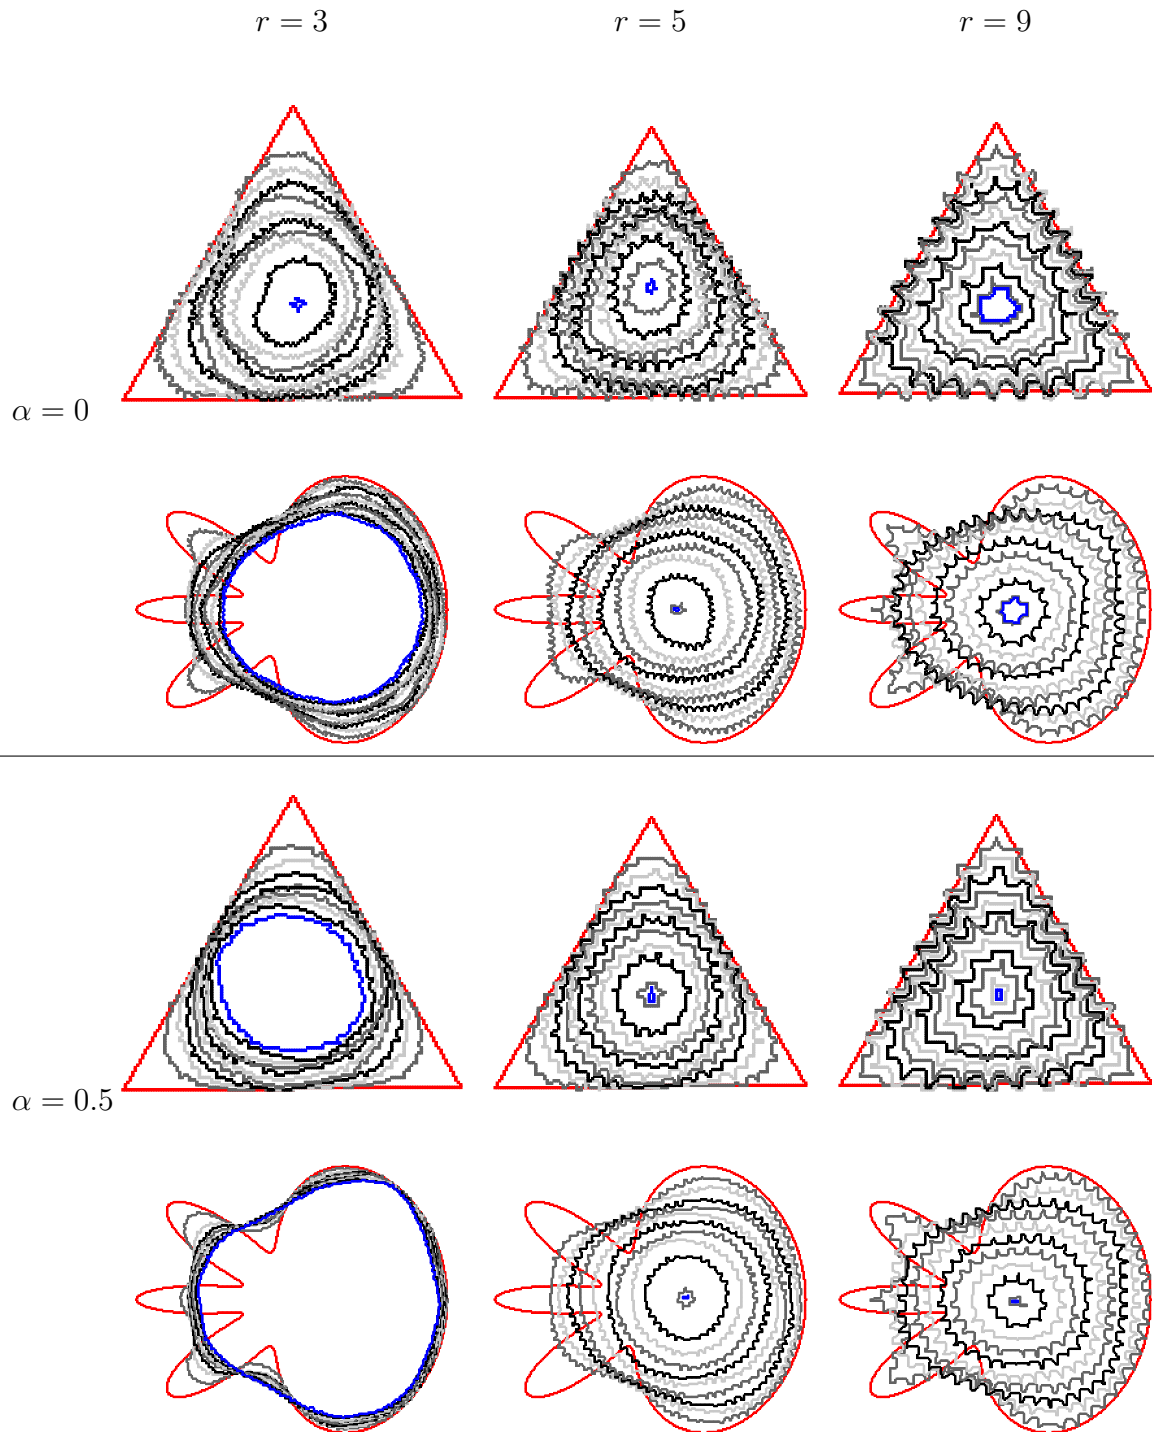 r = 3
r = 5
r = 9
α = 0
α = 0.5